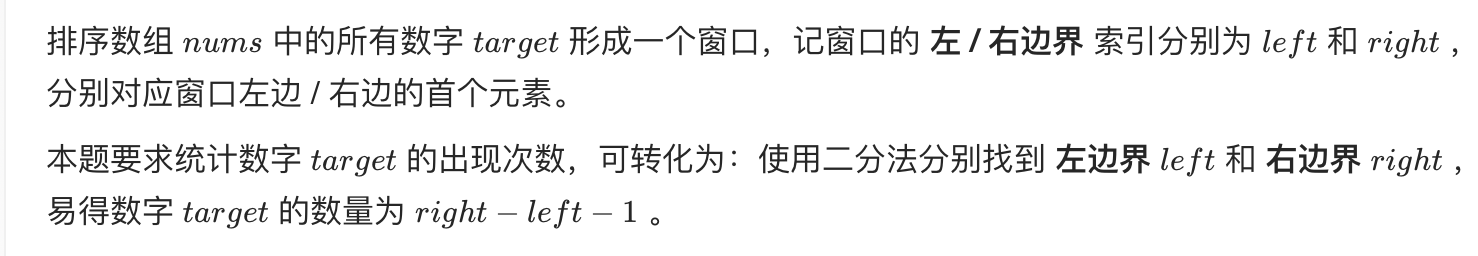 排序数组 nums 中的所有数字 target 形成一个窗口，记窗口的 左 / 右边界 索引分别为 left 和 right ，
分别对应窗口左边 / 右边的首个元素。
本题要求统计数字 target 的出现次数，可转化为：使用二分法分别找到 左边界 left 和 右边界 right ，
易得数字 target 的数量为 right − left − 1 。